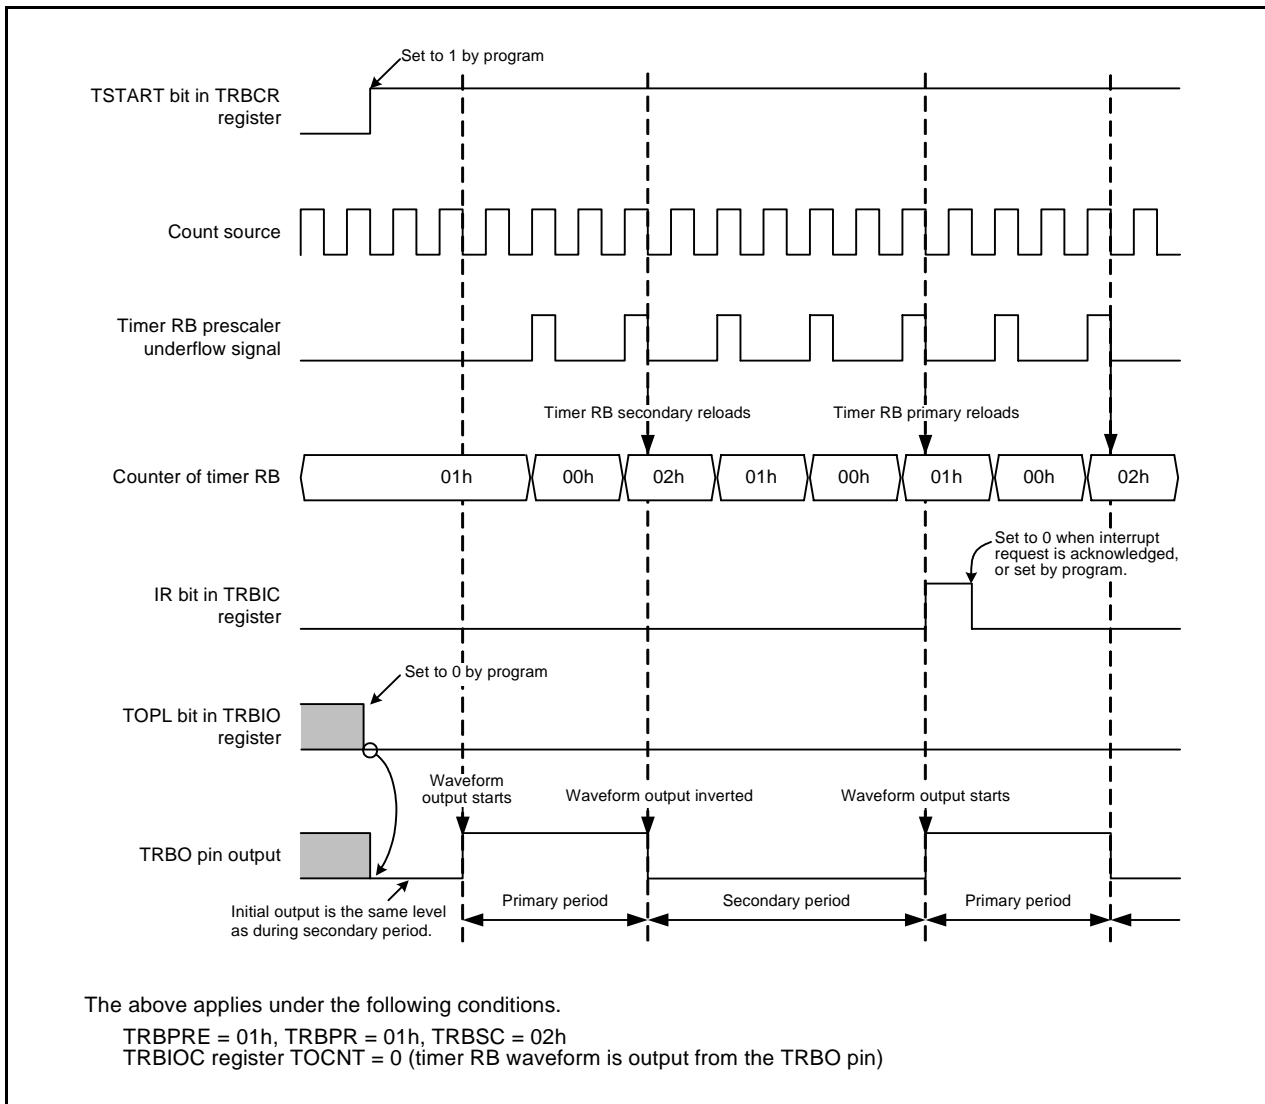 Set to 1 by program
TSTART bit in TRBCR
register
Count source
Timer RB prescaler
underflow signal
Timer RB secondary reloads
Timer RB primary reloads
Counter of timer RB
01h
00h
02h
01h
00h
01h
00h
02h
Set to 0 when interrupt
request is acknowledged,
or set by program.
IR bit in TRBIC
register
Set to 0 by program
TOPL bit in TRBIO
register
Waveform
output starts
Waveform output inverted
Waveform output starts
TRBO pin output
Initial output is the same level
as during secondary period.
Primary period
Secondary period
Primary period
The above applies under the following conditions.
TRBPRE = 01h, TRBPR = 01h, TRBSC = 02h
TRBIOC register TOCNT = 0 (timer RB waveform is output from the TRBO pin)